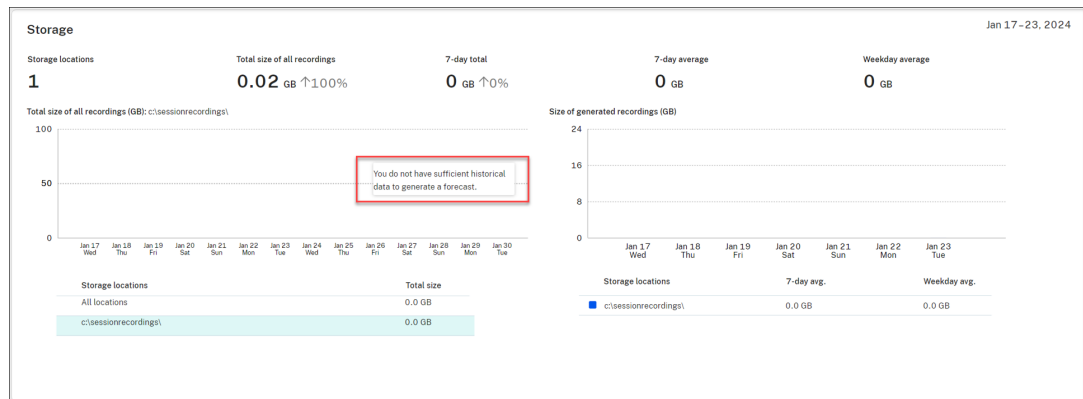 Storage
Jan 17–23, 2024
Storage locations
Total size of all recordings
7-day total
7-day average
Weekday average
1
0.02 GB ↑100%
0 GB ↑0%
0 GB
0 GB
Total size of all recordings (GB): c:\sessionrecordings\
100
50
0
You do not have sufficient historical
data to generate a forecast.
Jan 17 Jan 18 Jan 19 Jan 20 Jan 21 Jan 22 Jan 23 Jan 24 Jan 25 Jan 26 Jan 27 Jan 28 Jan 29 Jan 30
Wed Thu Fri Sat Sun Mon Tue Wed Thu Fri Sat Sun Mon Tue
Storage locations Total size
All locations 0.0 GB
c:\sessionrecordings\ 0.0 GB
Size of generated recordings (GB)
24
16
8
0
Jan 17 Jan 18 Jan 19 Jan 20 Jan 21 Jan 22 Jan 23
Wed Thu Fri Sat Sun Mon Tue
Storage locations 7-day avg. Weekday avg.
c:\sessionrecordings\ 0.0 GB 0.0 GB